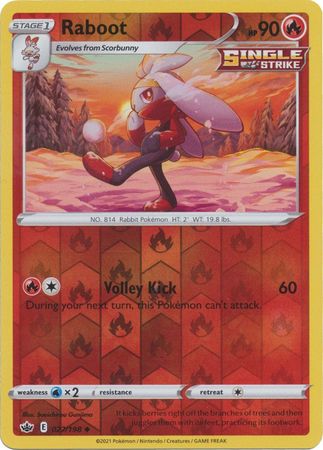 STAGE 1
Raboot
HP 90
Evolves from Scorbunny
SINGLE
STRIKE
NO. 814 Rabbit Pokémon HT: 2' WT: 19.8 lbs.
Volley Kick 60
During your next turn, this Pokémon can't attack.
weakness ×2 resistance retreat
Illus. Souichirou Gunjima
E 027/198
It kicks berries right off the branches of trees and then
juggles them with all feet, practicing its footwork.
©2021 Pokémon / Nintendo / Creatures / GAME FREAK